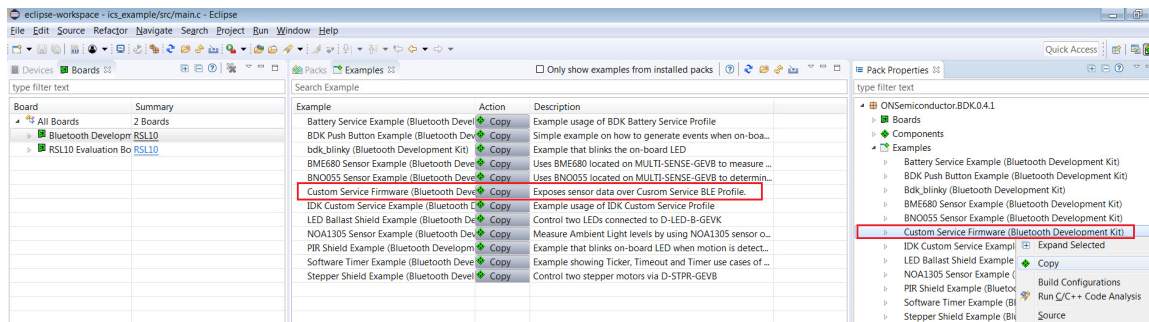 eclipse-workspace - ics_example/src/main.c - Eclipse
File Edit Source Refactor Navigate Search Project Run Window Help
Quick Access
Devices Boards
type filter text
Board Summary
All Boards 2 Boards
Bluetooth Developm RSL10
RSL10 Evaluation Bo RSL10
Packs Examples Only show examples from installed packs
Search Example
Example Action Description
Battery Service Example (Bluetooth Devel Copy Example usage of BDK Battery Service Profile
BDK Push Button Example (Bluetooth Dev Copy Simple example on how to generate events when on-boa...
bdk_blinky (Bluetooth Development Kit) Copy Example that blinks the on-board LED
BME680 Sensor Example (Bluetooth Deve Copy Uses BME680 located on MULTI-SENSE-GEVB to measure ...
BNO055 Sensor Example (Bluetooth Deve Copy Uses BNO055 located on MULTI-SENSE-GEVB to determin...
Custom Service Firmware (Bluetooth Deve Copy Exposes sensor data over Cusrom Service BLE Profile.
IDK Custom Service Example (Bluetooth D Copy Example usage of IDK Custom Service Profile
LED Ballast Shield Example (Bluetooth De Copy Control two LEDs connected to D-LED-B-GEVK
NOA1305 Sensor Example (Bluetooth Dev Copy Measure Ambient Light levels by using NOA1305 sensor o...
PIR Shield Example (Bluetooth Developm Copy Example that blinks on-board LED when motion is detect...
Software Timer Example (Bluetooth Devel Copy Example showing Ticker, Timeout and Timer use cases of ...
Stepper Shield Example (Bluetooth Devel Copy Control two stepper motors via D-STPR-GEVB
Pack Properties
type filter text
ONSemiconductor.BDK.0.4.1
Boards
Components
Examples
Battery Service Example (Bluetooth Development Kit)
BDK Push Button Example (Bluetooth Development Kit)
Bdk_blinky (Bluetooth Development Kit)
BME680 Sensor Example (Bluetooth Development Kit)
BNO055 Sensor Example (Bluetooth Development Kit)
Custom Service Firmware (Bluetooth Development Kit)
IDK Custom Service Exampl
LED Ballast Shield Example
NOA1305 Sensor Example (
PIR Shield Example (Bluetoo
Software Timer Example (Bl
Stepper Shield Example (Blu
Expand Selected
Copy
Build Configurations
Run C/C++ Code Analysis
Source